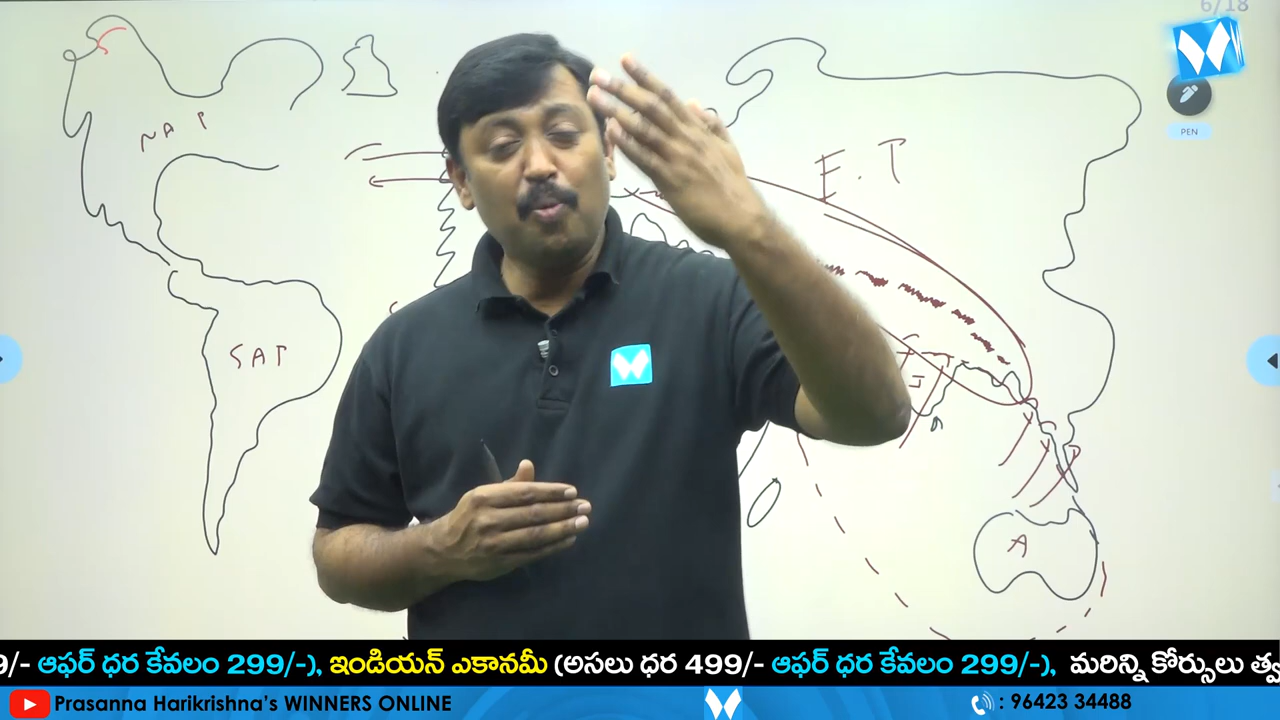 6/18
PEN
N A P
E.T
S A P
A
9/- ఆఫర్ ధర కేవలం 299/-), ఇండియన్ ఎకానమీ (అసలు ధర 499/- ఆఫర్ ధర కేవలం 299/-), మరిన్ని కోర్సులు త్వ
Prasanna Harikrishna's WINNERS ONLINE
: 96423 34488